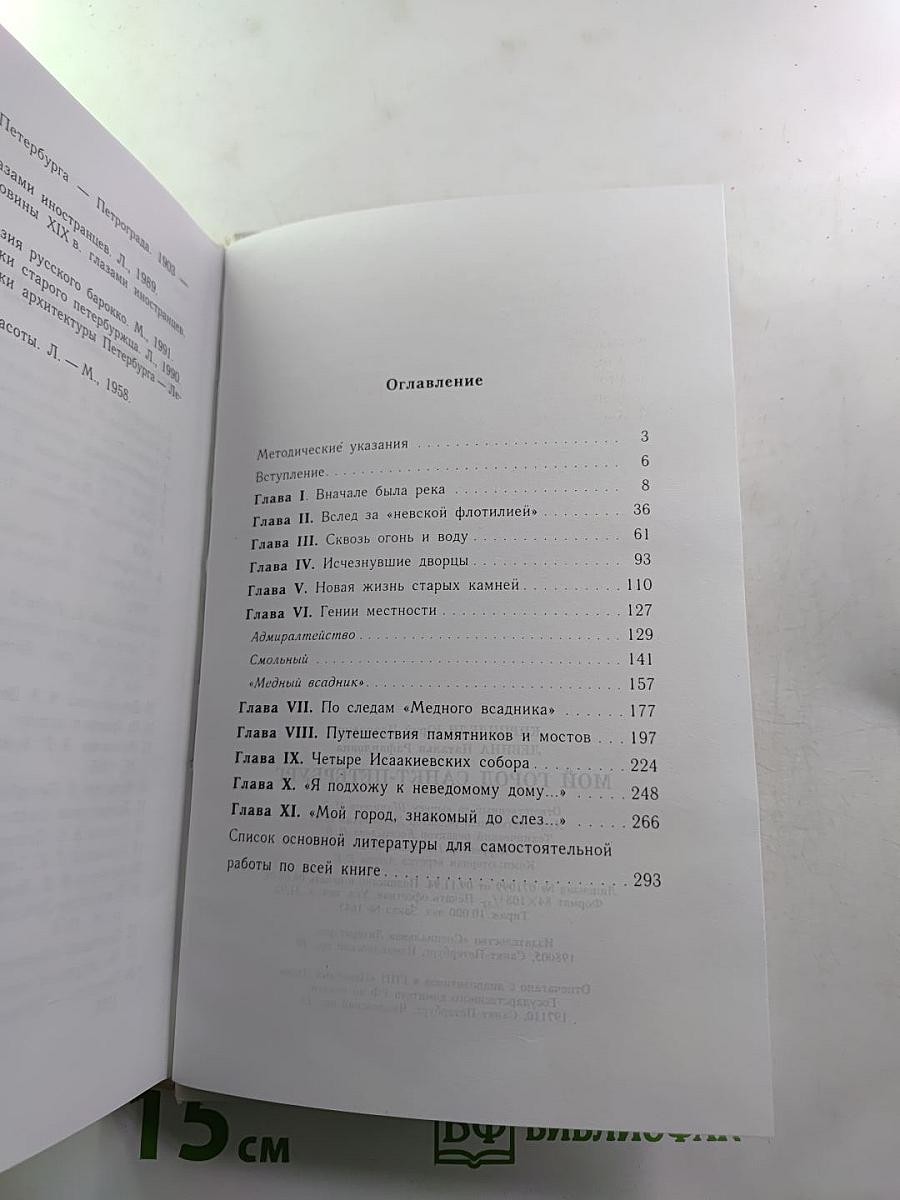 Петербурга — Петрограда. 1903 —
глазами иностранцев. Л., 1989.
XIX в. глазами иностранцев.
русского барокко. М., 1991.
старого петербуржца. Л., 1990
архитектуры Петербурга — Ле-
Л. — М., 1958.
Оглавление
Методические указания . . . . . . . . . . . . . . . . . . . . 3
Вступление. . . . . . . . . . . . . . . . . . . . . . . . . . . . 6
Глава I. Вначале была река . . . . . . . . . . . . . . . . 8
Глава II. Вслед за «невской флотилией» . . . . . . . . 36
Глава III. Сквозь огонь и воду . . . . . . . . . . . . . . . 61
Глава IV. Исчезнувшие дворцы . . . . . . . . . . . . . . . 93
Глава V. Новая жизнь старых камней . . . . . . . . . . 110
Глава VI. Гении местности . . . . . . . . . . . . . . . . . . 127
Адмиралтейство . . . . . . . . . . . . . . . . . . . . . . . . . . 129
Смольный . . . . . . . . . . . . . . . . . . . . . . . . . . . . . . 141
«Медный всадник». . . . . . . . . . . . . . . . . . . . . . . . . 157
Глава VII. По следам «Медного всадника» . . . . . . 177
Глава VIII. Путешествия памятников и мостов . . . 197
Глава IX. Четыре Исаакиевских собора . . . . . . . . . 224
Глава X. «Я подхожу к неведомому дому...» . . . . . 248
Глава XI. «Мой город, знакомый до слез...» . . . . . 266
Список основной литературы для самостоятельной
работы по всей книге . . . . . . . . . . . . . . . . . . . . . . 293
15 см
БФ